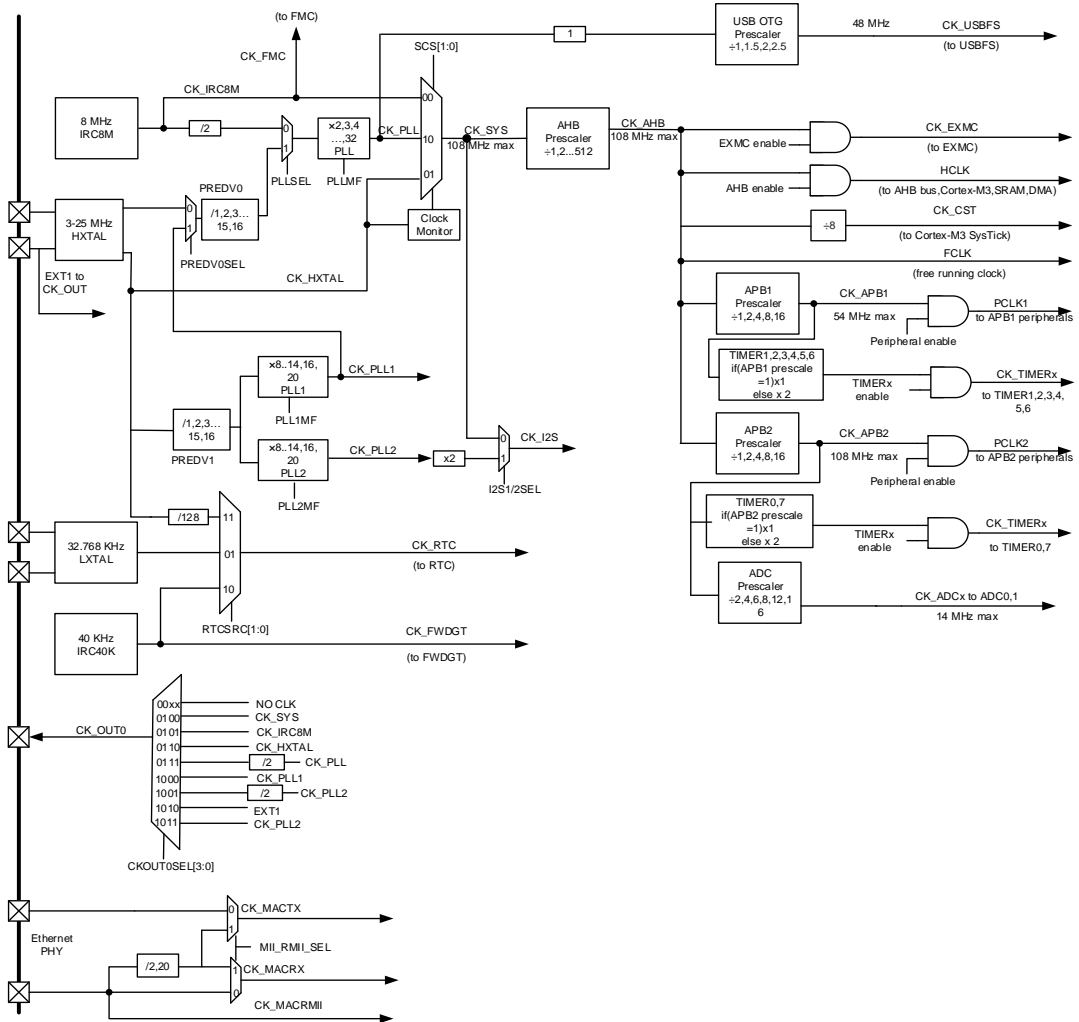 (to FMC)
CK_FMC
SCS[1:0]
1
USB OTG
Prescaler
÷1,1.5,2,2.5
48 MHz
CK_USBFS
(to USBFS)
8 MHz
IRC8M
CK_IRC8M
/2
0
1
PLLSEL
×2,3,4
…,32
PLL
PLLMF
CK_PLL
00
10
01
CK_SYS
108 MHz max
AHB
Prescaler
÷1,2...512
CK_AHB
108 MHz max
EXMC enable
CK_EXMC
(to EXMC)
AHB enable
HCLK
(to AHB bus,Cortex-M3,SRAM,DMA)
÷8
CK_CST
(to Cortex-M3 SysTick)
FCLK
(free running clock)
3-25 MHz
HXTAL
PREDV0
0
1
/1,2,3…
15,16
PREDV0SEL
Clock
Monitor
EXT1 to
CK_OUT
CK_HXTAL
APB1
Prescaler
÷1,2,4,8,16
CK_APB1
54 MHz max
Peripheral enable
PCLK1
to APB1 peripherals
TIMER1,2,3,4,5,6
if(APB1 prescale
=1)x1
else x 2
TIMERx
enable
CK_TIMERx
to TIMER1,2,3,4,
5,6
×8..14,16,
20
PLL1
PLL1MF
CK_PLL1
/1,2,3…
15,16
PREDV1
×8..14,16,
20
PLL2
PLL2MF
CK_PLL2
x2
0
1
CK_I2S
I2S1/2SEL
APB2
Prescaler
÷1,2,4,8,16
CK_APB2
108 MHz max
Peripheral enable
PCLK2
to APB2 peripherals
TIMER0,7
if(APB2 prescale
=1)x1
else x 2
TIMERx
enable
CK_TIMERx
to TIMER0,7
ADC
Prescaler
÷2,4,6,8,12,1
6
CK_ADCx to ADC0,1
14 MHz max
/128
11
01
10
32.768 KHz
LXTAL
CK_RTC
(to RTC)
RTCSRC[1:0]
40 KHz
IRC40K
CK_FWDGT
(to FWDGT)
CK_OUT0
00xx
NO CLK
0100
CK_SYS
0101
CK_IRC8M
0110
CK_HXTAL
0111
/2
CK_PLL
1000
CK_PLL1
1001
/2
CK_PLL2
1010
EXT1
1011
CK_PLL2
CKOUT0SEL[3:0]
Ethernet
PHY
0
1
CK_MACTX
MII_RMII_SEL
/2,20
1
0
CK_MACRX
CK_MACRMII